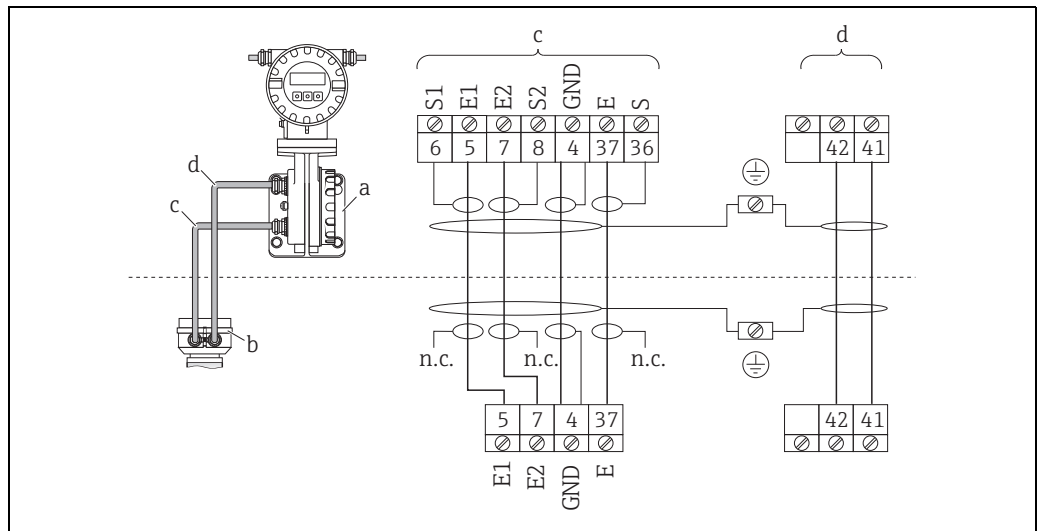 c
d
S1 E1 E2 S2 GND E S
6 5 7 8 4 37 36
42 41
d
a
c
b
n.c. n.c. n.c.
5 7 4 37
42 41
E1 E2 GND E